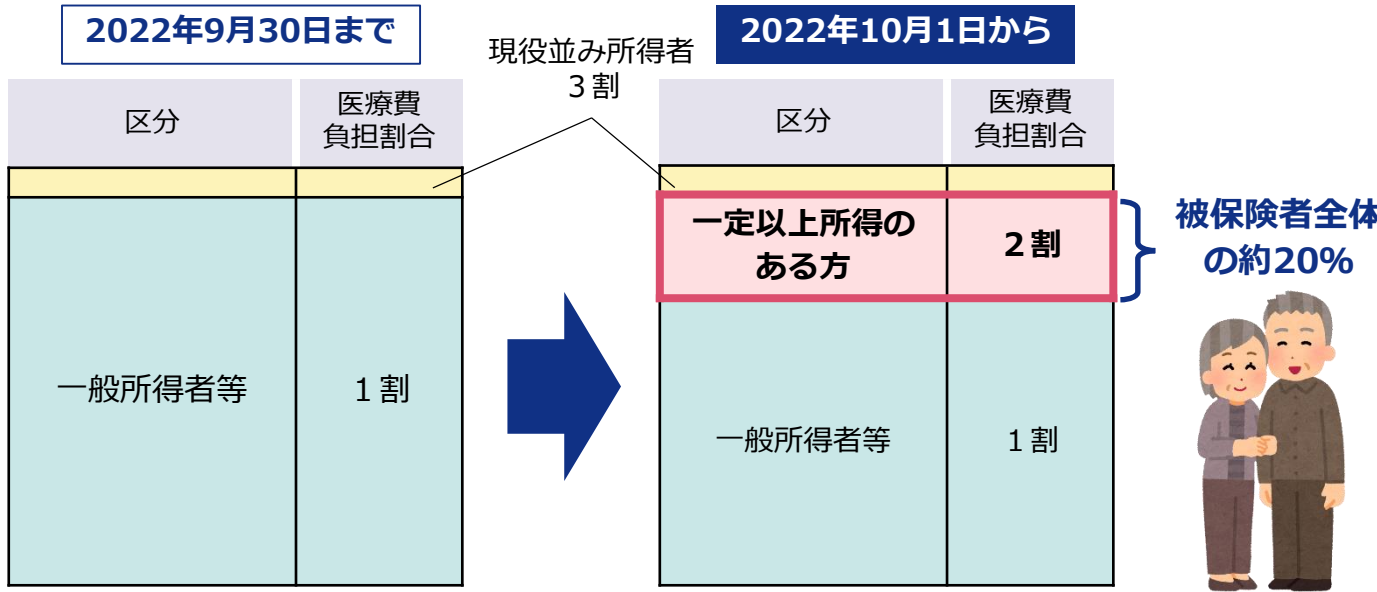 2022年9月30日まで
現役並み所得者
３割
2022年10月1日から
区分
医療費
負担割合
一般所得者等
１割
区分
医療費
負担割合
一定以上所得の
ある方
２割
一般所得者等
１割
被保険者全体
の約20%